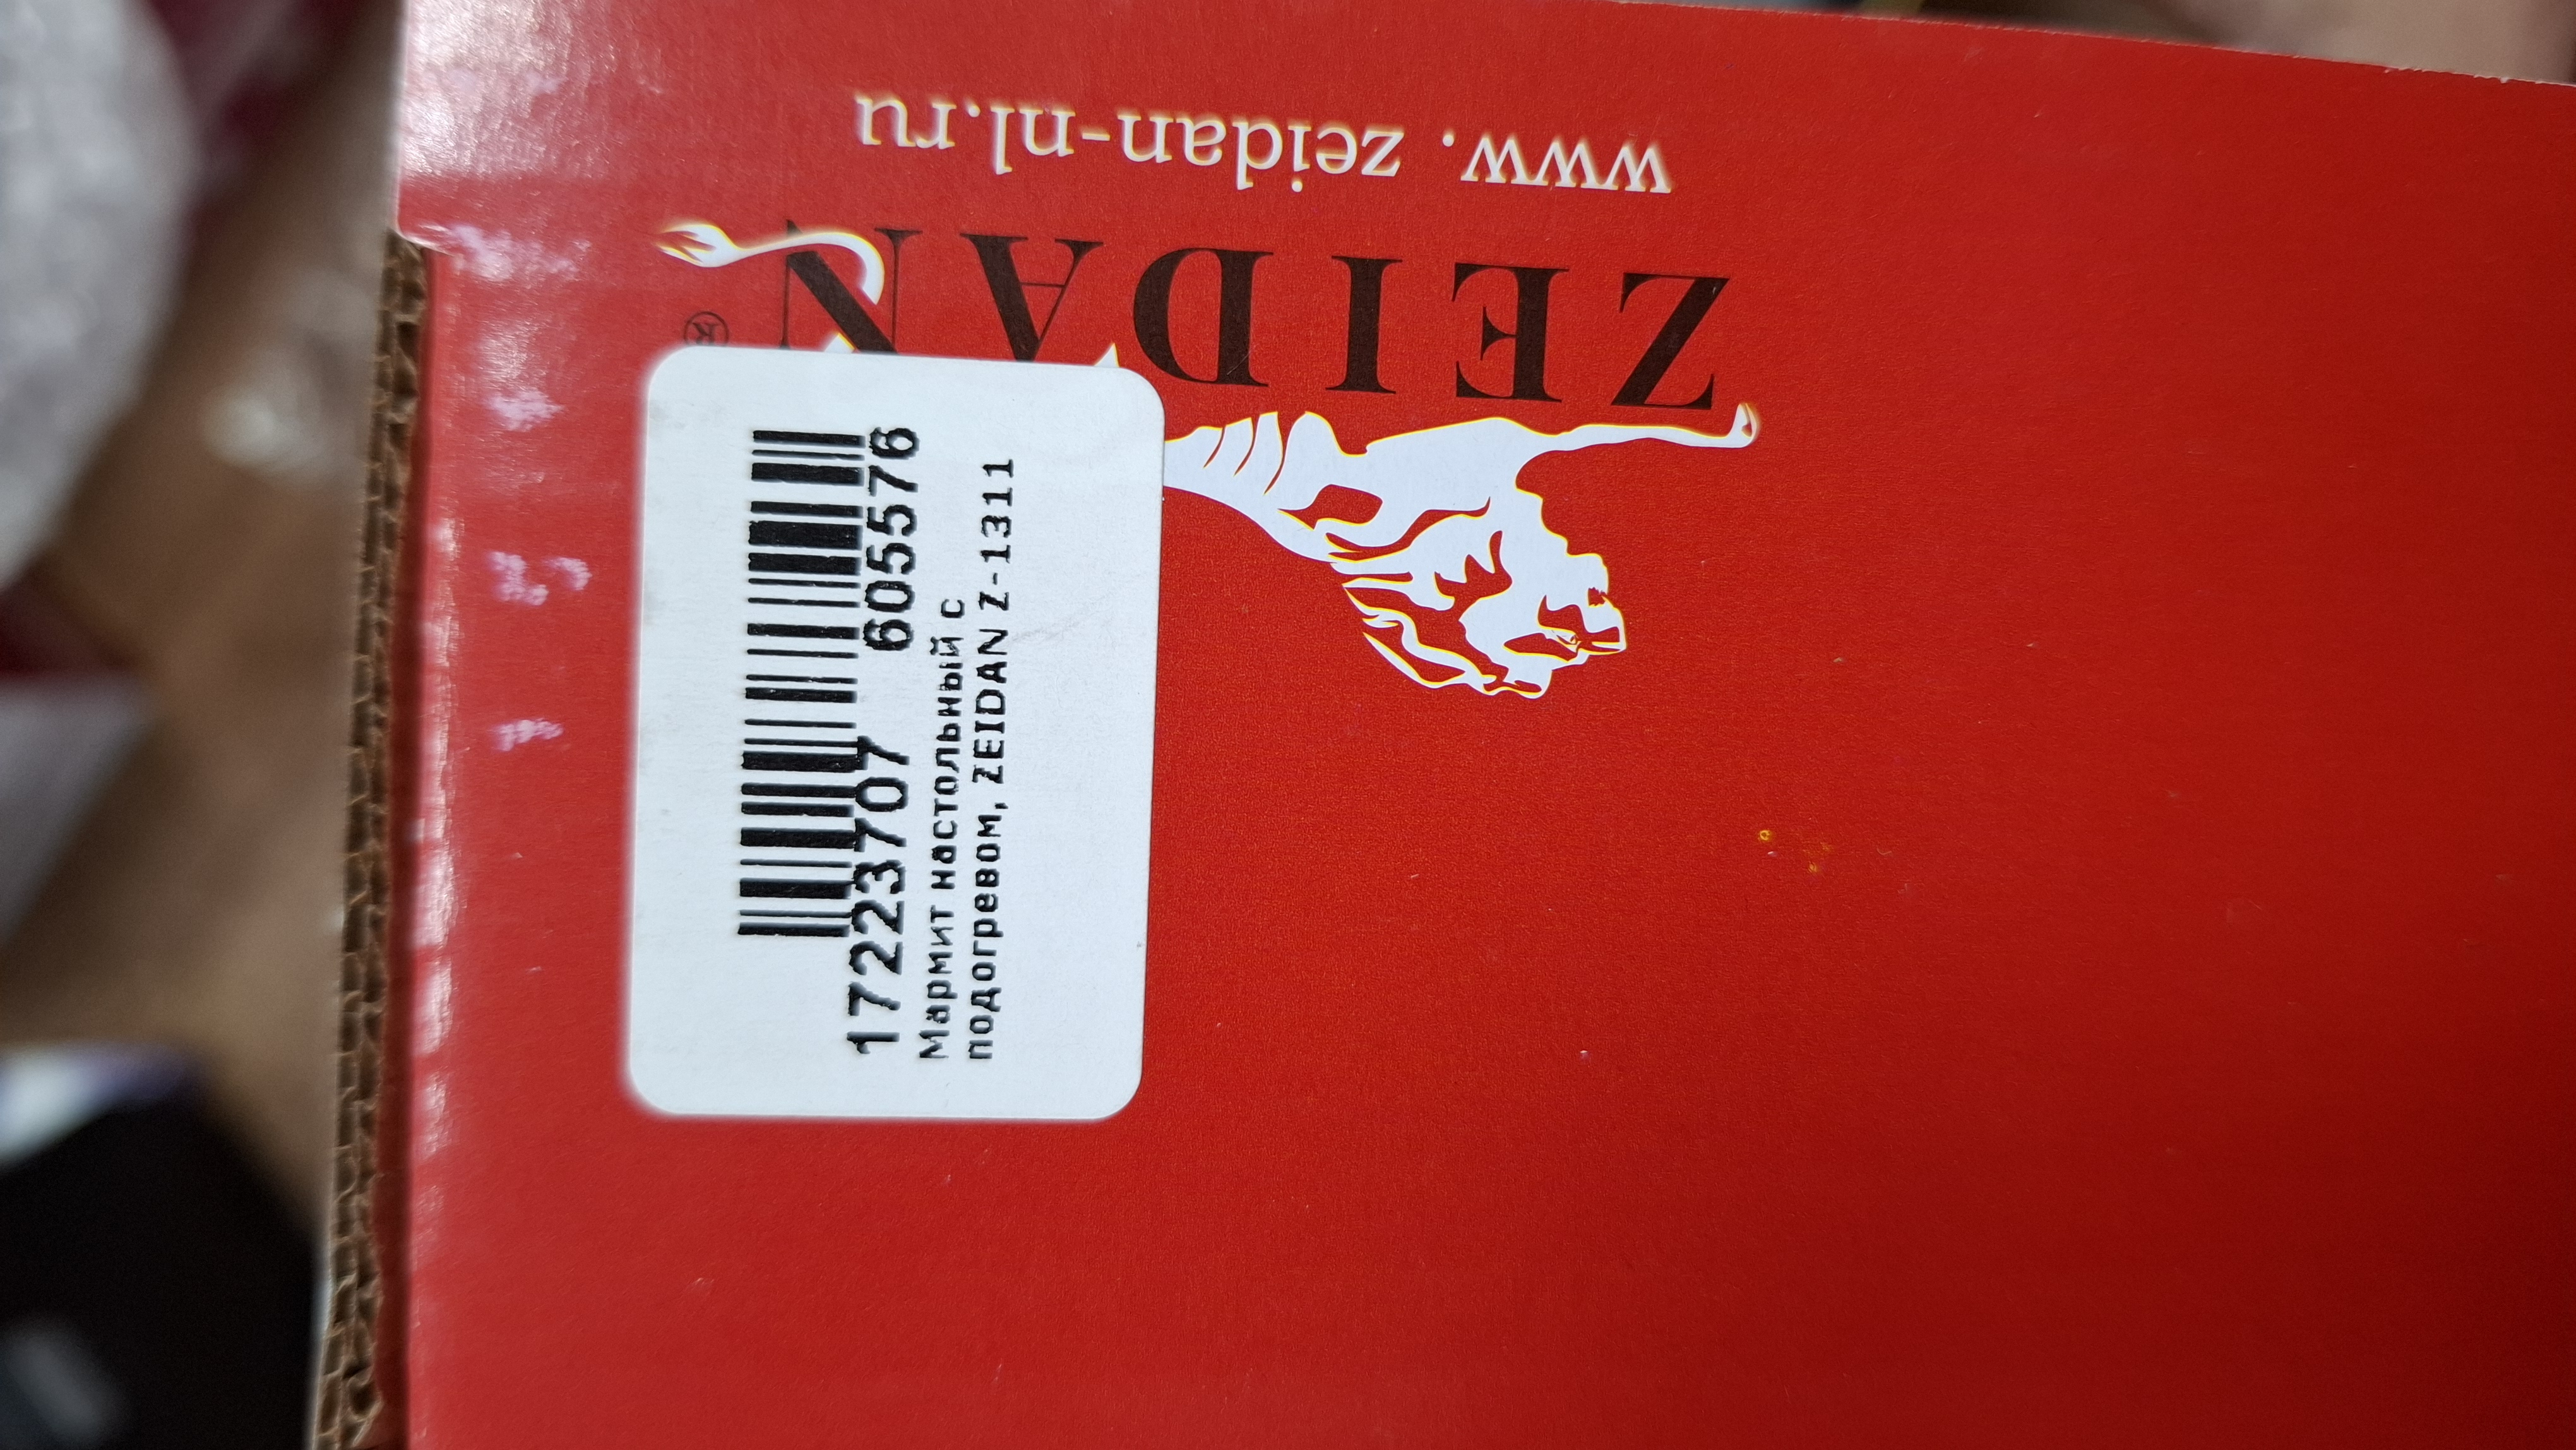 www. zeidan-nl.ru
ZEIDAN®
17223707 605576
Мармит настольный с
подогревом, ZEIDAN Z-1311